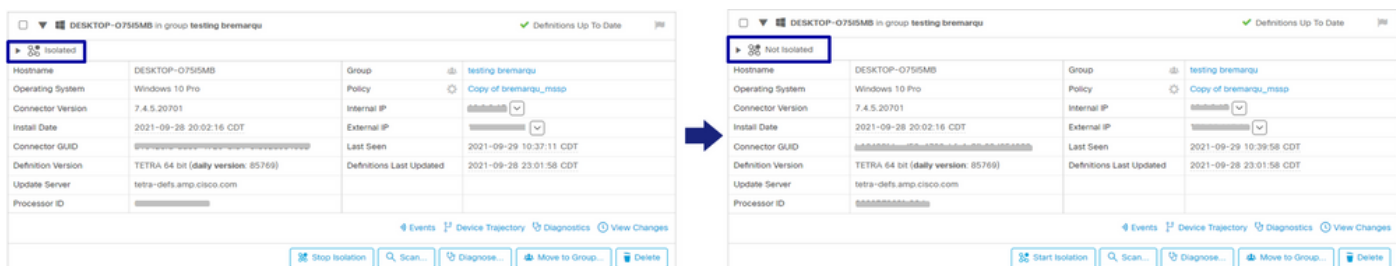 DESKTOP-O75I5MB in group testing bremarqu Definitions Up To Date
Isolated
Hostname DESKTOP-O75I5MB Group testing bremarqu
Operating System Windows 10 Pro Policy Copy of bremarqu_mssp
Connector Version 7.4.5.20701 Internal IP
Install Date 2021-09-28 20:02:16 CDT External IP
Connector GUID Last Seen 2021-09-29 10:37:11 CDT
Definition Version TETRA 64 bit (daily version: 85769) Definitions Last Updated 2021-09-28 23:01:58 CDT
Update Server tetra-defs.amp.cisco.com
Processor ID
Events Device Trajectory Diagnostics View Changes
Stop Isolation Scan... Diagnose... Move to Group... Delete
DESKTOP-O75I5MB in group testing bremarqu Definitions Up To Date
Not Isolated
Hostname DESKTOP-O75I5MB Group testing bremarqu
Operating System Windows 10 Pro Policy Copy of bremarqu_mssp
Connector Version 7.4.5.20701 Internal IP
Install Date 2021-09-28 20:02:16 CDT External IP
Connector GUID Last Seen 2021-09-29 10:39:58 CDT
Definition Version TETRA 64 bit (daily version: 85769) Definitions Last Updated 2021-09-28 23:01:58 CDT
Update Server tetra-defs.amp.cisco.com
Processor ID
Events Device Trajectory Diagnostics View Changes
Start Isolation Scan... Diagnose... Move to Group... Delete